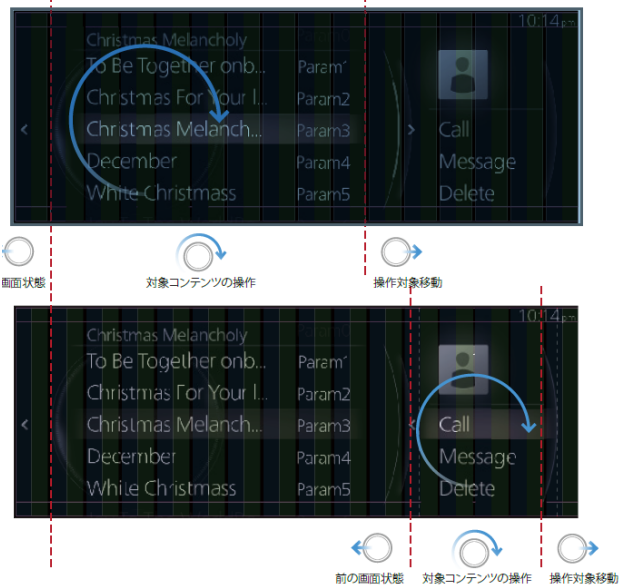 10:14pm
Christmas Melancholy
To Be Together onb... Param1
Christmas For Your I... Param2
Christmas Melanch... Param3
December Param4
White Christmass Param5
Call
Message
Delete
画面状態
対象コンテンツの操作
操作対象移動
10:14pm
Christmas Melancholy
To Be Together onb... Param1
Christmas For Your I... Param2
Christmas Melanch... Param3
December Param4
White Christmass Param5
Call
Message
Delete
前の画面状態
対象コンテンツの操作
操作対象移動